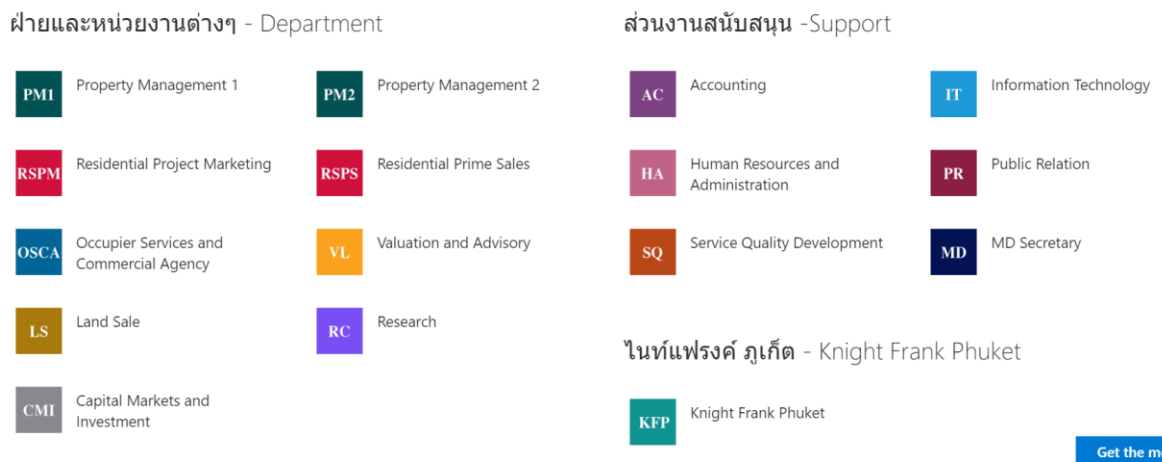 ฝ่ายและหน่วยงานต่างๆ - Department
PM1 Property Management 1
PM2 Property Management 2
RSPM Residential Project Marketing
RSPS Residential Prime Sales
OSCA Occupier Services and
Commercial Agency
VL Valuation and Advisory
LS Land Sale
RC Research
CMI Capital Markets and
Investment
ส่วนงานสนับสนุน -Support
AC Accounting
IT Information Technology
HA Human Resources and
Administration
PR Public Relation
SQ Service Quality Development
MD MD Secretary
ไนท์แฟรงค์ ภูเก็ต - Knight Frank Phuket
KFP Knight Frank Phuket
Get the